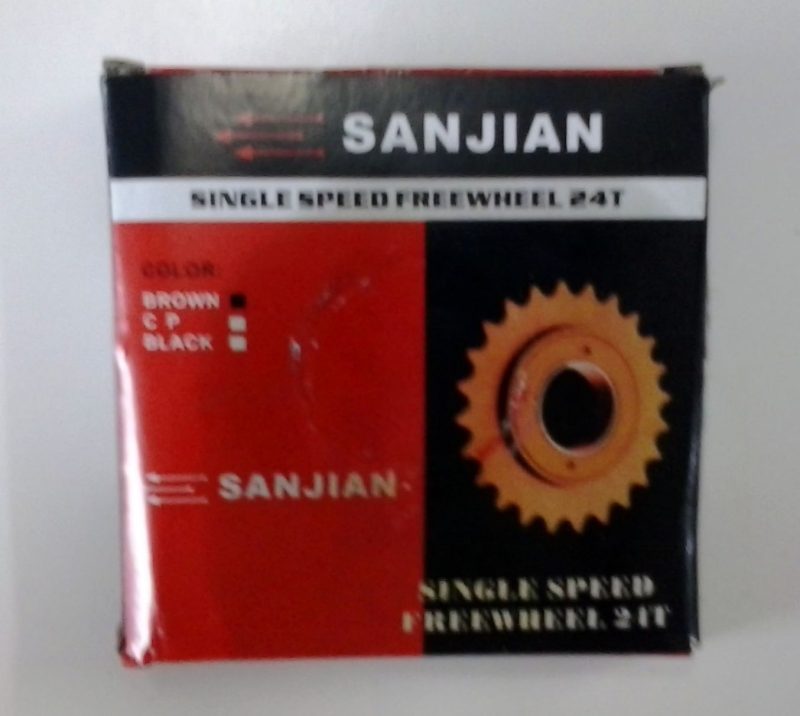 SANJIAN
SINGLE SPEED FREEWHEEL 24T
COLOR:
BROWN
C P
BLACK
SANJIAN
SINGLE SPEED
FREEWHEEL 24T